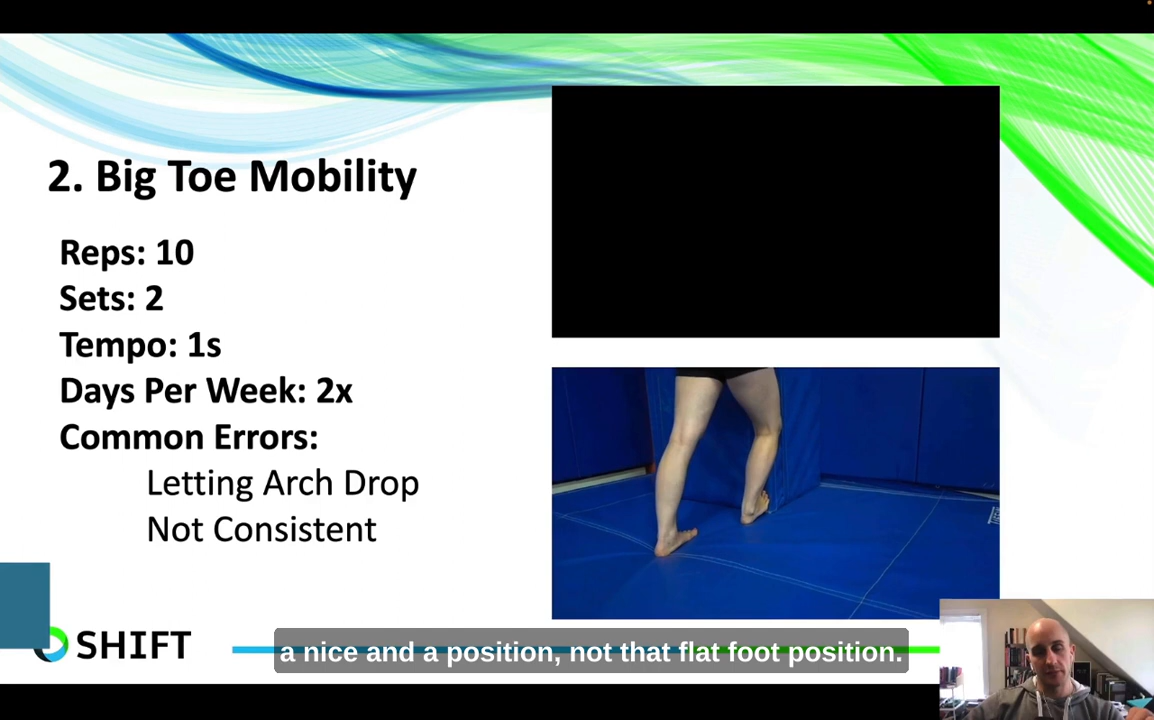 2. Big Toe Mobility
Reps: 10
Sets: 2
Tempo: 1s
Days Per Week: 2x
Common Errors:
Letting Arch Drop
Not Consistent
SHIFT
a nice and a position, not that flat foot position.